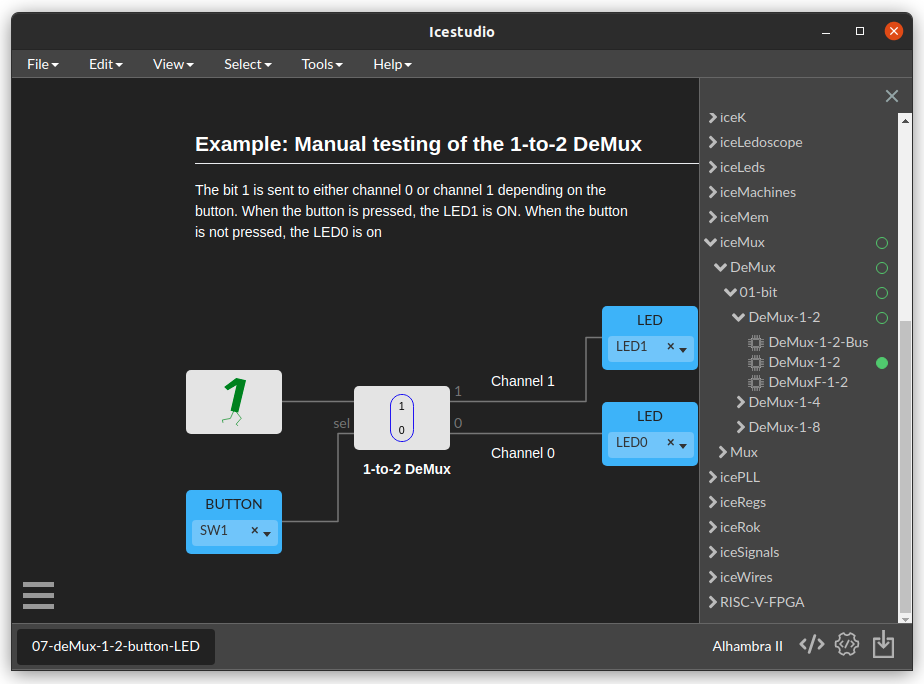 Icestudio
File Edit View Select Tools Help
Example: Manual testing of the 1-to-2 DeMux
The bit 1 is sent to either channel 0 or channel 1 depending on the
button. When the button is pressed, the LED1 is ON. When the button
is not pressed, the LED0 is on
1
BUTTON
SW1
sel
1
0
1
0
1-to-2 DeMux
Channel 1
Channel 0
LED
LED1
LED
LED0
iceK
iceLedoscope
iceLeds
iceMachines
iceMem
iceMux
DeMux
01-bit
DeMux-1-2
DeMux-1-2-Bus
DeMux-1-2
DeMuxF-1-2
DeMux-1-4
DeMux-1-8
Mux
icePLL
iceRegs
iceRok
iceSignals
iceWires
RISC-V-FPGA
07-deMux-1-2-button-LED
Alhambra II